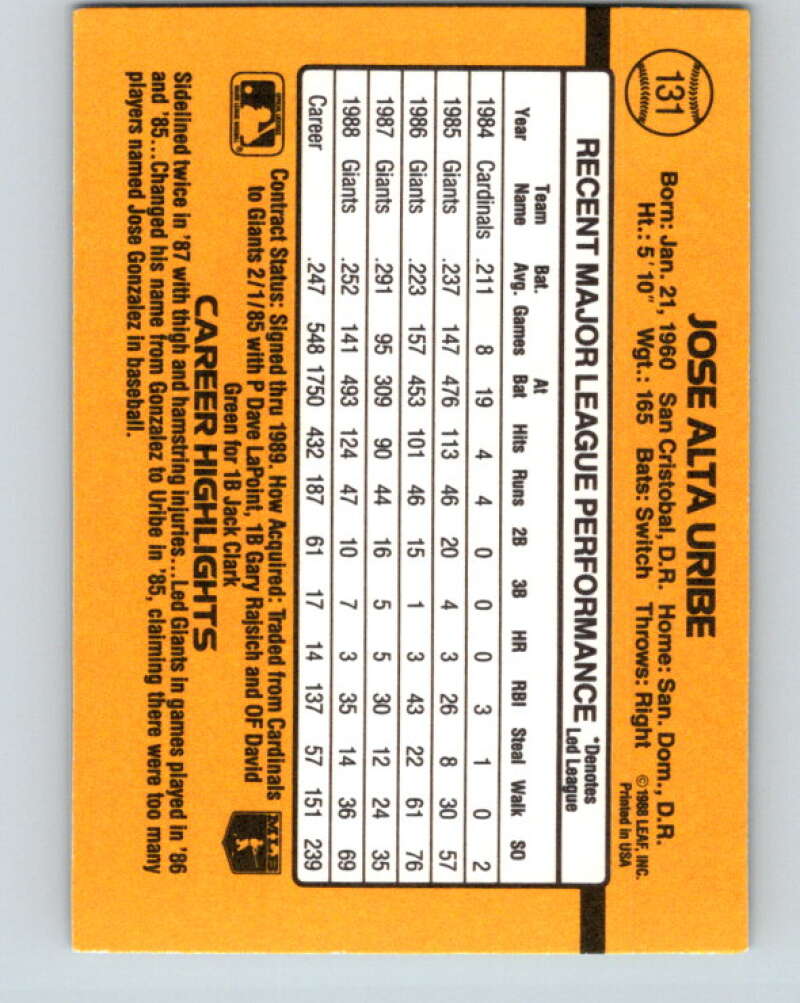 131
JOSE ALTA URIBE
Born: Jan. 21, 1960 San Cristobal, D.R. Home: San. Dom., D.R.
Ht.: 5'10" Wgt.: 165 Bats: Switch Throws: Right
© 1988 LEAF, INC.
Printed in USA
RECENT MAJOR LEAGUE PERFORMANCE *Denotes
Led League
Year Team Name Bat. Avg. Games At Bat Hits Runs 2B 3B HR RBI Steal Walk SO
1984 Cardinals .211 8 19 4 4 0 0 0 3 1 0 2
1985 Giants .237 147 476 113 46 20 4 3 26 8 30 57
1986 Giants .223 157 453 101 46 15 1 3 43 22 61 76
1987 Giants .291 95 309 90 44 16 5 5 30 12 24 35
1988 Giants .252 141 493 124 47 10 7 3 35 14 36 69
Career .247 548 1750 432 187 61 17 14 137 57 151 239
Contract Status: Signed thru 1989. How Acquired: Traded from Cardinals
to Giants 2/1/85 with P Dave LaPoint, 1B Gary Rajsich and OF David
Green for 1B Jack Clark
MLB
CAREER HIGHLIGHTS
Sidelined twice in '87 with thigh and hamstring injuries...Led Giants in games played in '86
and '85...Changed his name from Gonzalez to Uribe in '85, claiming there were too many
players named Jose Gonzalez in baseball.